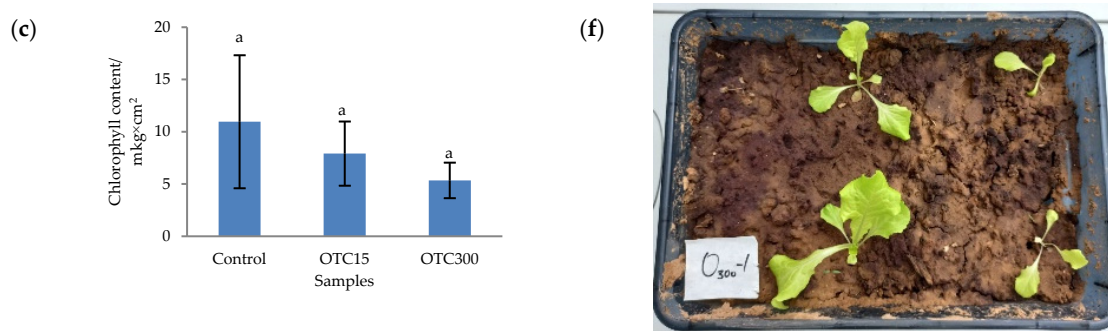 (c)
Chlorophyll content/
mkg×cm²
20
15
10
5
0
a
a
a
Control
OTC15
OTC300
Samples
(f)
O₃₀₀-1